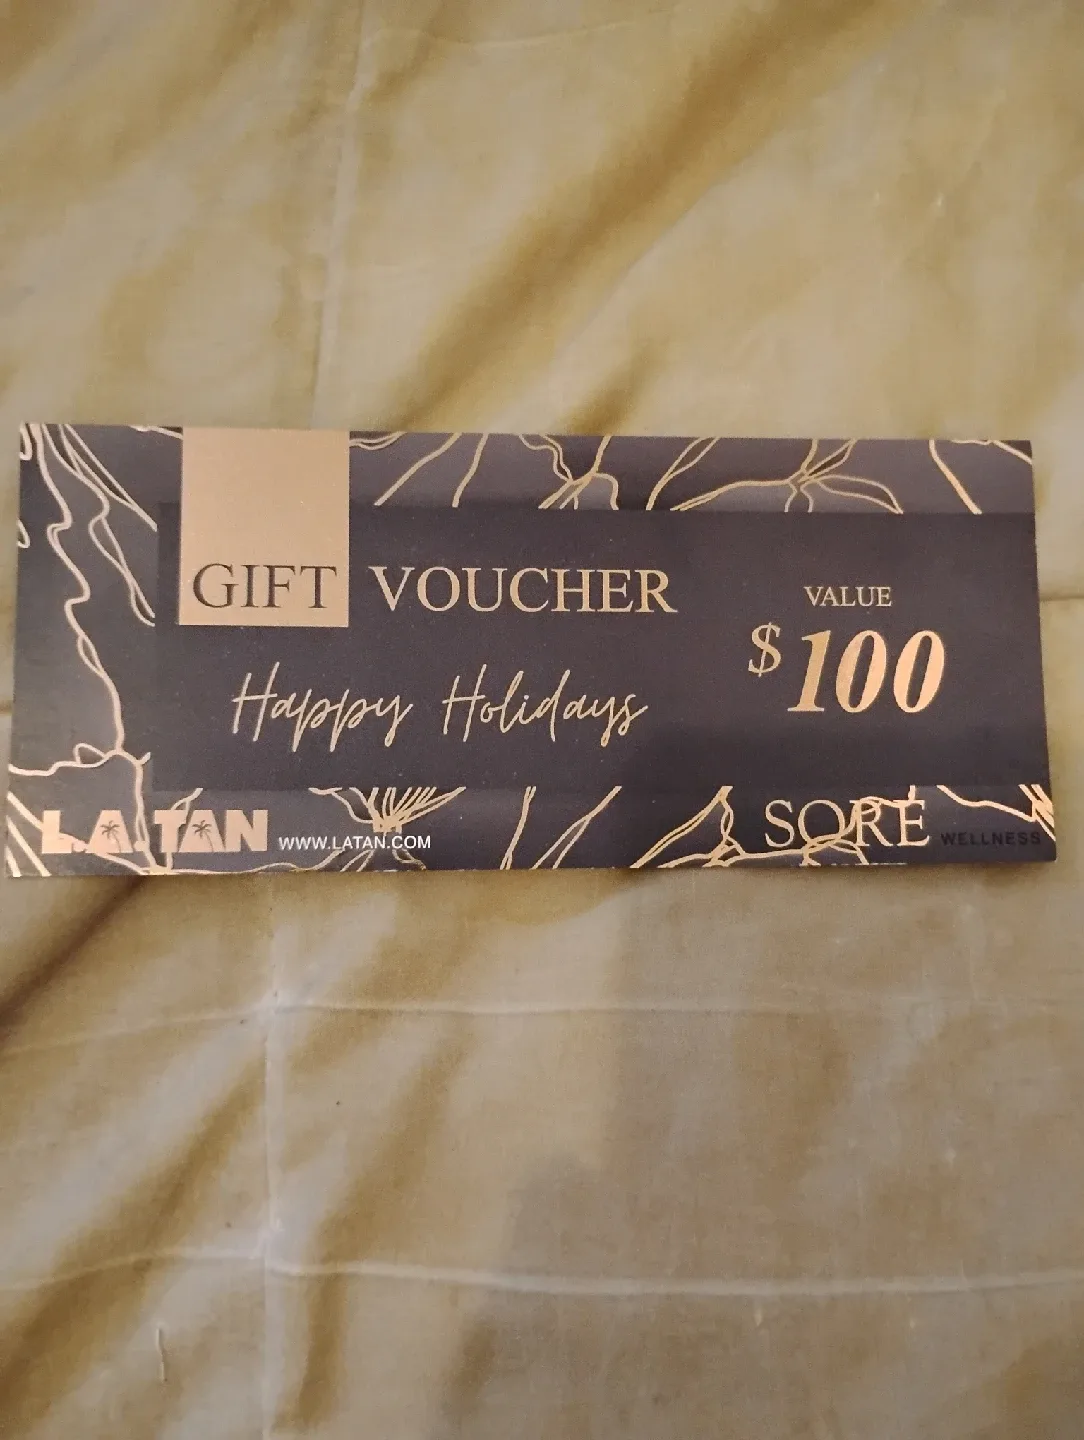 GIFT VOUCHER
Happy Holidays
VALUE
$100
L.A. TAN WWW.LATAN.COM
SORÉ WELLNESS